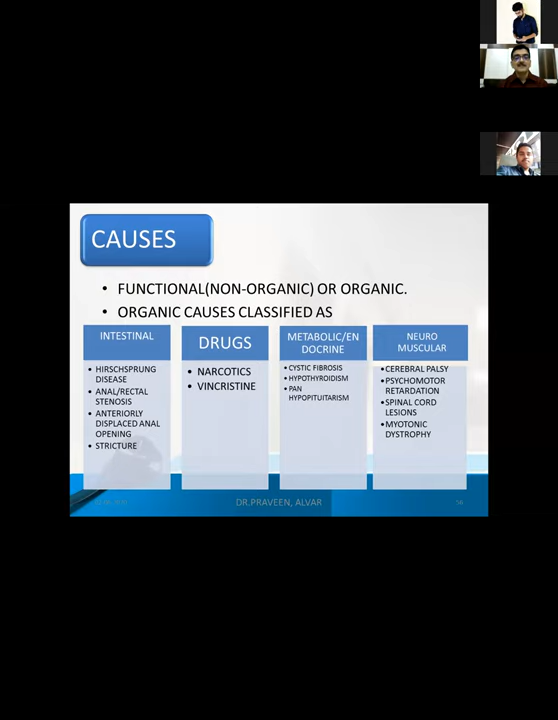 CAUSES
• FUNCTIONAL(NON-ORGANIC) OR ORGANIC.
• ORGANIC CAUSES CLASSIFIED AS
INTESTINAL
• HIRSCHSPRUNG
DISEASE
• ANAL/RECTAL
STENOSIS
• ANTERIORLY
DISPLACED ANAL
OPENING
• STRICTURE
DRUGS
• NARCOTICS
• VINCRISTINE
METABOLIC/EN
DOCRINE
• CYSTIC FIBROSIS
• HYPOTHYROIDISM
• PAN
HYPOPITUITARISM
NEURO
MUSCULAR
• CEREBRAL PALSY
• PSYCHOMOTOR
RETARDATION
• SPINAL CORD
LESIONS
• MYOTONIC
DYSTROPHY
DR.PRAVEEN, ALVAR